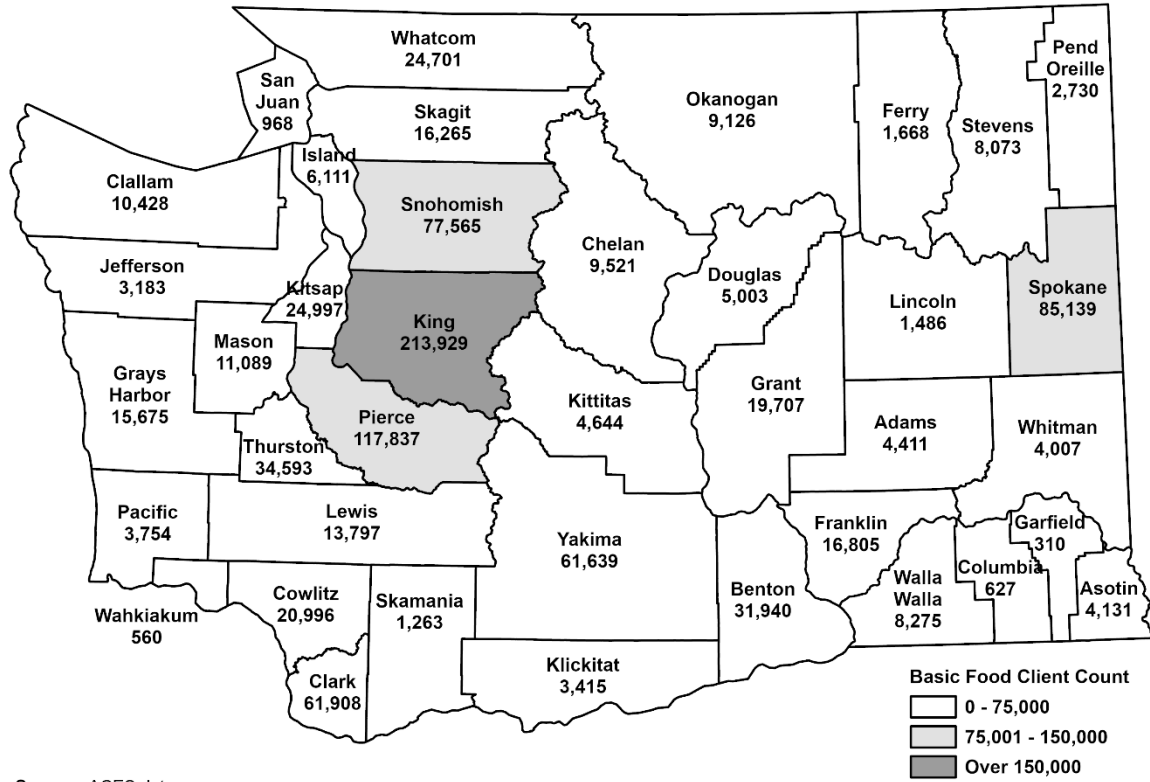 Whatcom
24,701
San
Juan
968
Skagit
16,265
Island
6,111
Clallam
10,428
Snohomish
77,565
Jefferson
3,183
Kitsap
24,997
King
213,929
Mason
11,089
Grays
Harbor
15,675
Pierce
117,837
Thurston
34,593
Pacific
3,754
Lewis
13,797
Wahkiakum
560
Cowlitz
20,996
Skamania
1,263
Clark
61,908
Okanogan
9,126
Chelan
9,521
Douglas
5,003
Kittitas
4,644
Grant
19,707
Yakima
61,639
Klickitat
3,415
Benton
31,940
Ferry
1,668
Stevens
8,073
Pend
Oreille
2,730
Lincoln
1,486
Spokane
85,139
Adams
4,411
Whitman
4,007
Franklin
16,805
Walla
Walla
8,275
Columbia
627
Garfield
310
Asotin
4,131
Basic Food Client Count
0 - 75,000
75,001 - 150,000
Over 150,000